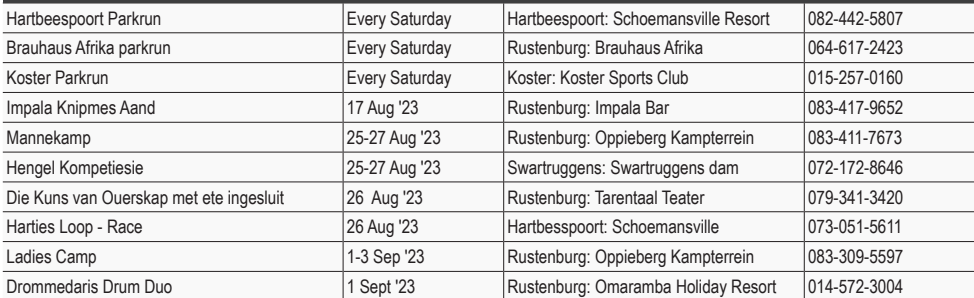 Hartbeespoort Parkrun Every Saturday Hartbeespoort: Schoemansville Resort 082-442-5807
Brauhaus Afrika parkrun Every Saturday Rustenburg: Brauhaus Afrika 064-617-2423
Koster Parkrun Every Saturday Koster: Koster Sports Club 015-257-0160
Impala Knipmes Aand 17 Aug '23 Rustenburg: Impala Bar 083-417-9652
Mannekamp 25-27 Aug '23 Rustenburg: Oppieberg Kampterrein 083-411-7673
Hengel Kompetiesie 25-27 Aug '23 Swartruggens: Swartruggens dam 072-172-8646
Die Kuns van Ouerskap met ete ingesluit 26 Aug '23 Rustenburg: Tarentaal Teater 079-341-3420
Harties Loop - Race 26 Aug '23 Hartbesspoort: Schoemansville 073-051-5611
Ladies Camp 1-3 Sep '23 Rustenburg: Oppieberg Kampterrein 083-309-5597
Drommedaris Drum Duo 1 Sept '23 Rustenburg: Omaramba Holiday Resort 014-572-3004